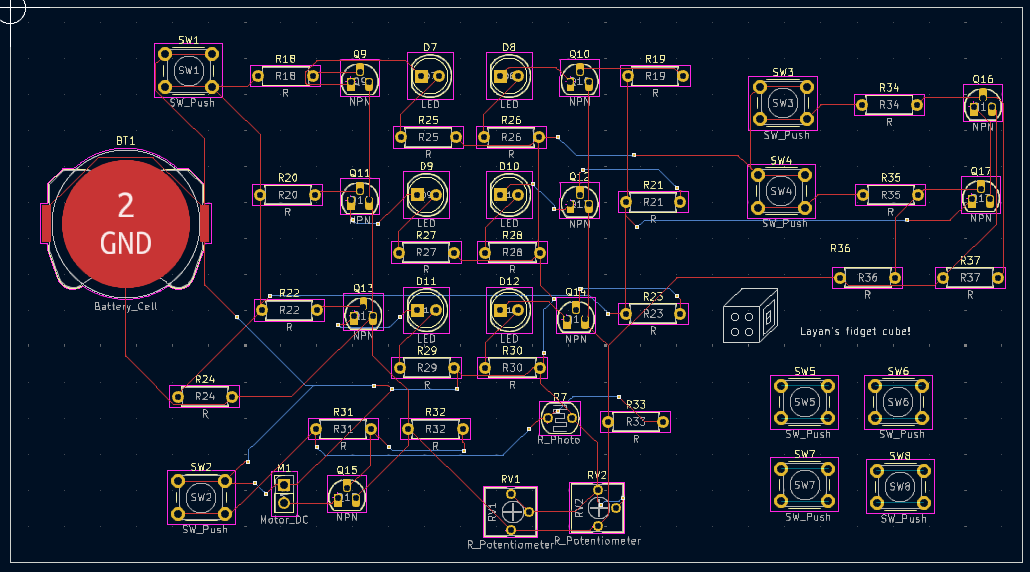 SW1
SW1
SW_Push
R18
R18
R
Q9
NPN
D7
LED
D8
LED
Q10
NPN
R19
R19
R
SW3
SW3
SW_Push
R34
R34
R
Q16
NPN
R25
R25
R
R26
R26
R
BT1
2
GND
Battery_Cell
R20
R20
R
Q11
NPN
D9
LED
D10
LED
Q12
NPN
R21
R21
R
SW4
SW4
SW_Push
R35
R35
R
Q17
NPN
R27
R27
R
R28
R28
R
R36
R36
R
R37
R37
R
R22
R22
R
Q13
NPN
D11
LED
D12
LED
Q14
NPN
R23
R23
R
Layan's fidget cube!
R29
R29
R
R30
R30
R
R24
R24
R
R31
R31
R
R32
R32
R
R7
R_Photo
R33
R33
R
SW5
SW5
SW_Push
SW6
SW6
SW_Push
SW2
SW2
SW_Push
M1
Motor_DC
Q15
NPN
RV1
RV1
R_Potentiometer
RV2
RV2
R_Potentiometer
SW7
SW7
SW_Push
SW8
SW8
SW_Push